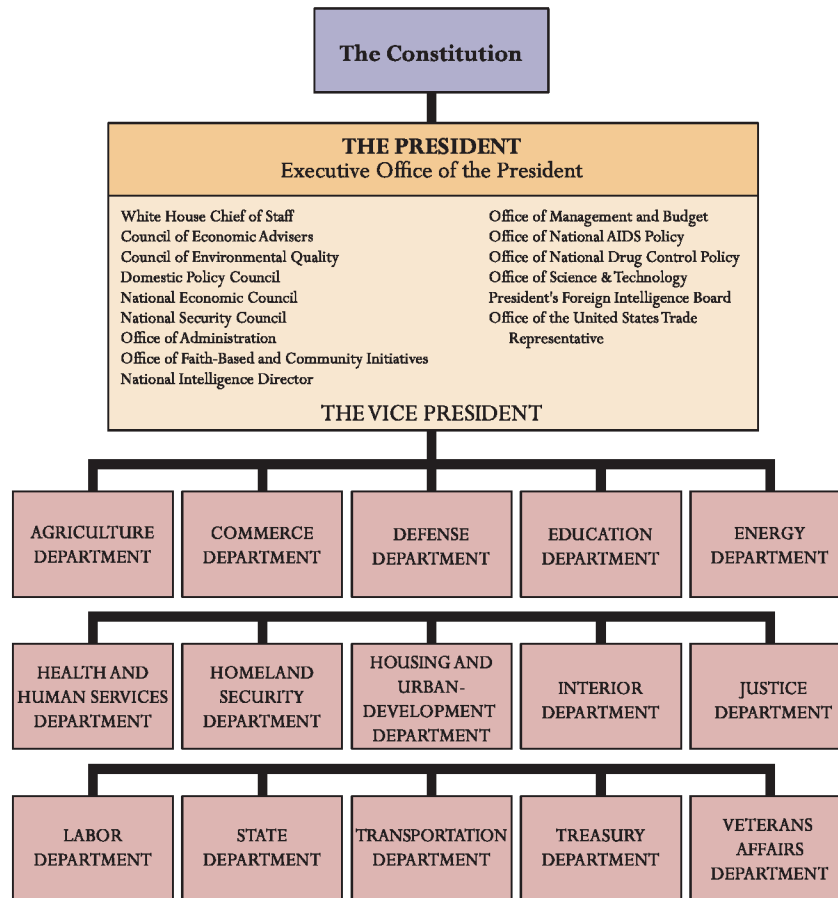 The Constitution
THE PRESIDENT
Executive Office of the President
White House Chief of Staff
Council of Economic Advisers
Council of Environmental Quality
Domestic Policy Council
National Economic Council
National Security Council
Office of Administration
Office of Faith-Based and Community Initiatives
National Intelligence Director
Office of Management and Budget
Office of National AIDS Policy
Office of National Drug Control Policy
Office of Science & Technology
President's Foreign Intelligence Board
Office of the United States Trade
Representative
THE VICE PRESIDENT
AGRICULTURE
DEPARTMENT
COMMERCE
DEPARTMENT
DEFENSE
DEPARTMENT
EDUCATION
DEPARTMENT
ENERGY
DEPARTMENT
HEALTH AND
HUMAN SERVICES
DEPARTMENT
HOMELAND
SECURITY
DEPARTMENT
HOUSING AND
URBAN-
DEVELOPMENT
DEPARTMENT
INTERIOR
DEPARTMENT
JUSTICE
DEPARTMENT
LABOR
DEPARTMENT
STATE
DEPARTMENT
TRANSPORTATION
DEPARTMENT
TREASURY
DEPARTMENT
VETERANS
AFFAIRS
DEPARTMENT